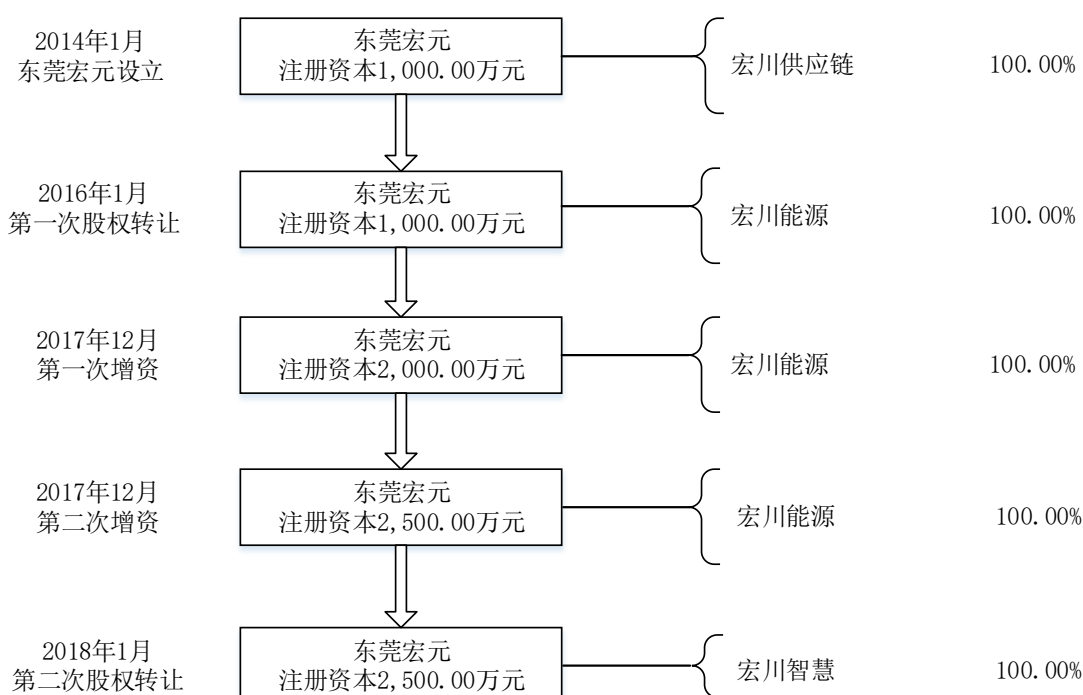 2014年1月
东莞宏元设立
东莞宏元
注册资本1,000.00万元
宏川供应链
100.00%
2016年1月
第一次股权转让
东莞宏元
注册资本1,000.00万元
宏川能源
100.00%
2017年12月
第一次增资
东莞宏元
注册资本2,000.00万元
宏川能源
100.00%
2017年12月
第二次增资
东莞宏元
注册资本2,500.00万元
宏川能源
100.00%
2018年1月
第二次股权转让
东莞宏元
注册资本2,500.00万元
宏川智慧
100.00%